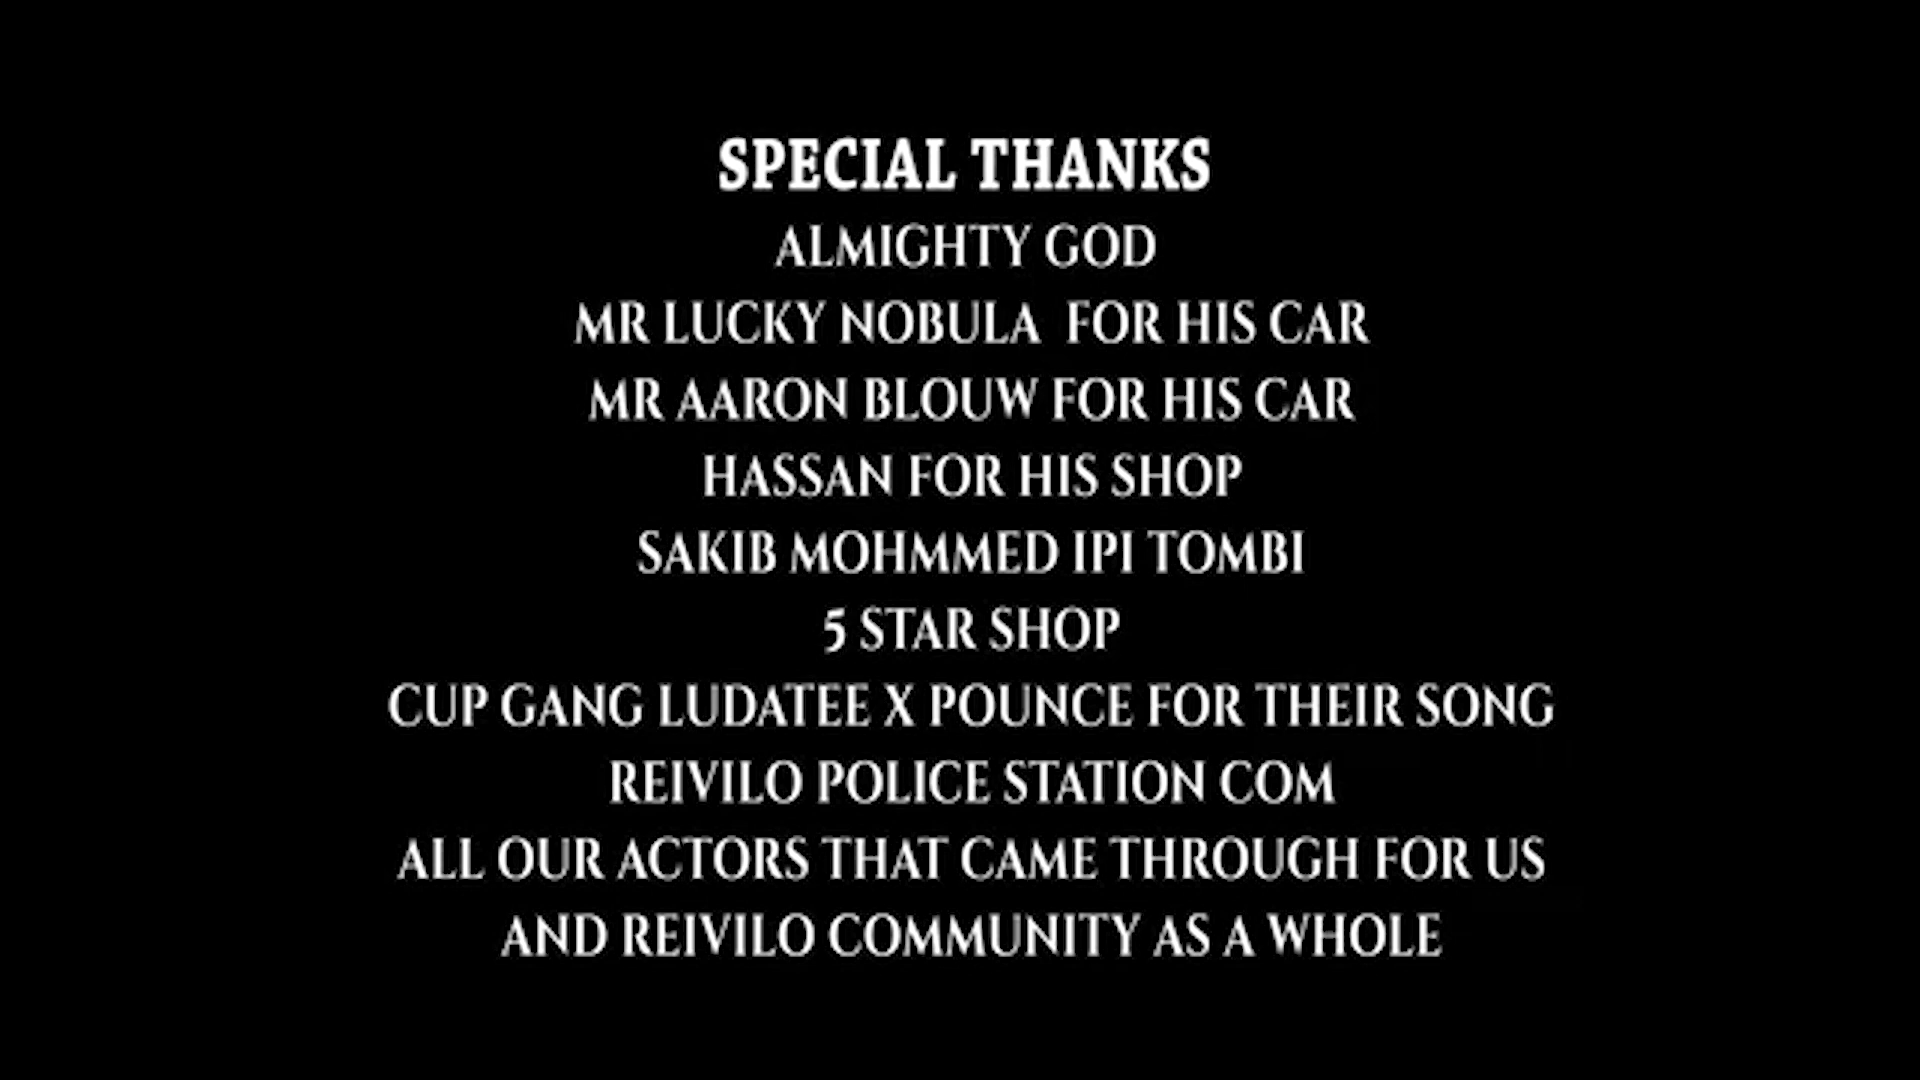 SPECIAL THANKS
ALMIGHTY GOD
MR LUCKY NOBULA  FOR HIS CAR
MR AARON BLOUW FOR HIS CAR
HASSAN FOR HIS SHOP
SAKIB MOHMMED IPI TOMBI
5 STAR SHOP
CUP GANG LUDATEE X POUNCE FOR THEIR SONG
REIVILO POLICE STATION COM
ALL OUR ACTORS THAT CAME THROUGH FOR US
AND REIVILO COMMUNITY AS A WHOLE